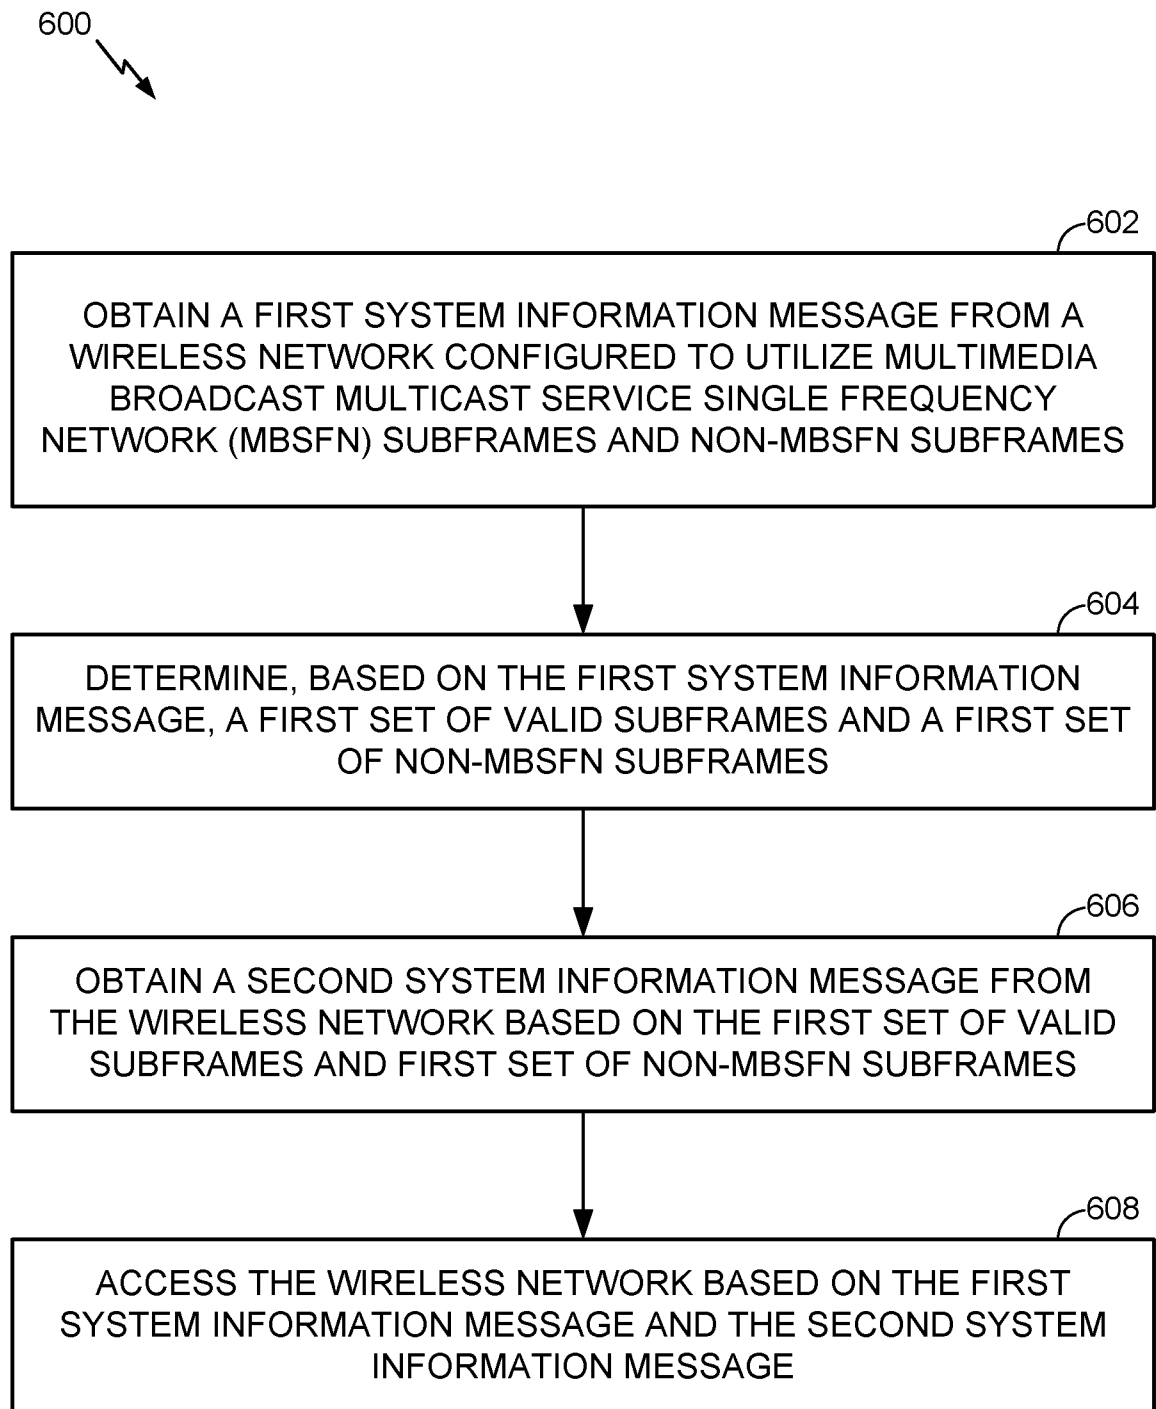 600
602
OBTAIN A FIRST SYSTEM INFORMATION MESSAGE FROM A
WIRELESS NETWORK CONFIGURED TO UTILIZE MULTIMEDIA
BROADCAST MULTICAST SERVICE SINGLE FREQUENCY
NETWORK (MBSFN) SUBFRAMES AND NON-MBSFN SUBFRAMES
604
DETERMINE, BASED ON THE FIRST SYSTEM INFORMATION
MESSAGE, A FIRST SET OF VALID SUBFRAMES AND A FIRST SET
OF NON-MBSFN SUBFRAMES
606
OBTAIN A SECOND SYSTEM INFORMATION MESSAGE FROM
THE WIRELESS NETWORK BASED ON THE FIRST SET OF VALID
SUBFRAMES AND FIRST SET OF NON-MBSFN SUBFRAMES
608
ACCESS THE WIRELESS NETWORK BASED ON THE FIRST
SYSTEM INFORMATION MESSAGE AND THE SECOND SYSTEM
INFORMATION MESSAGE